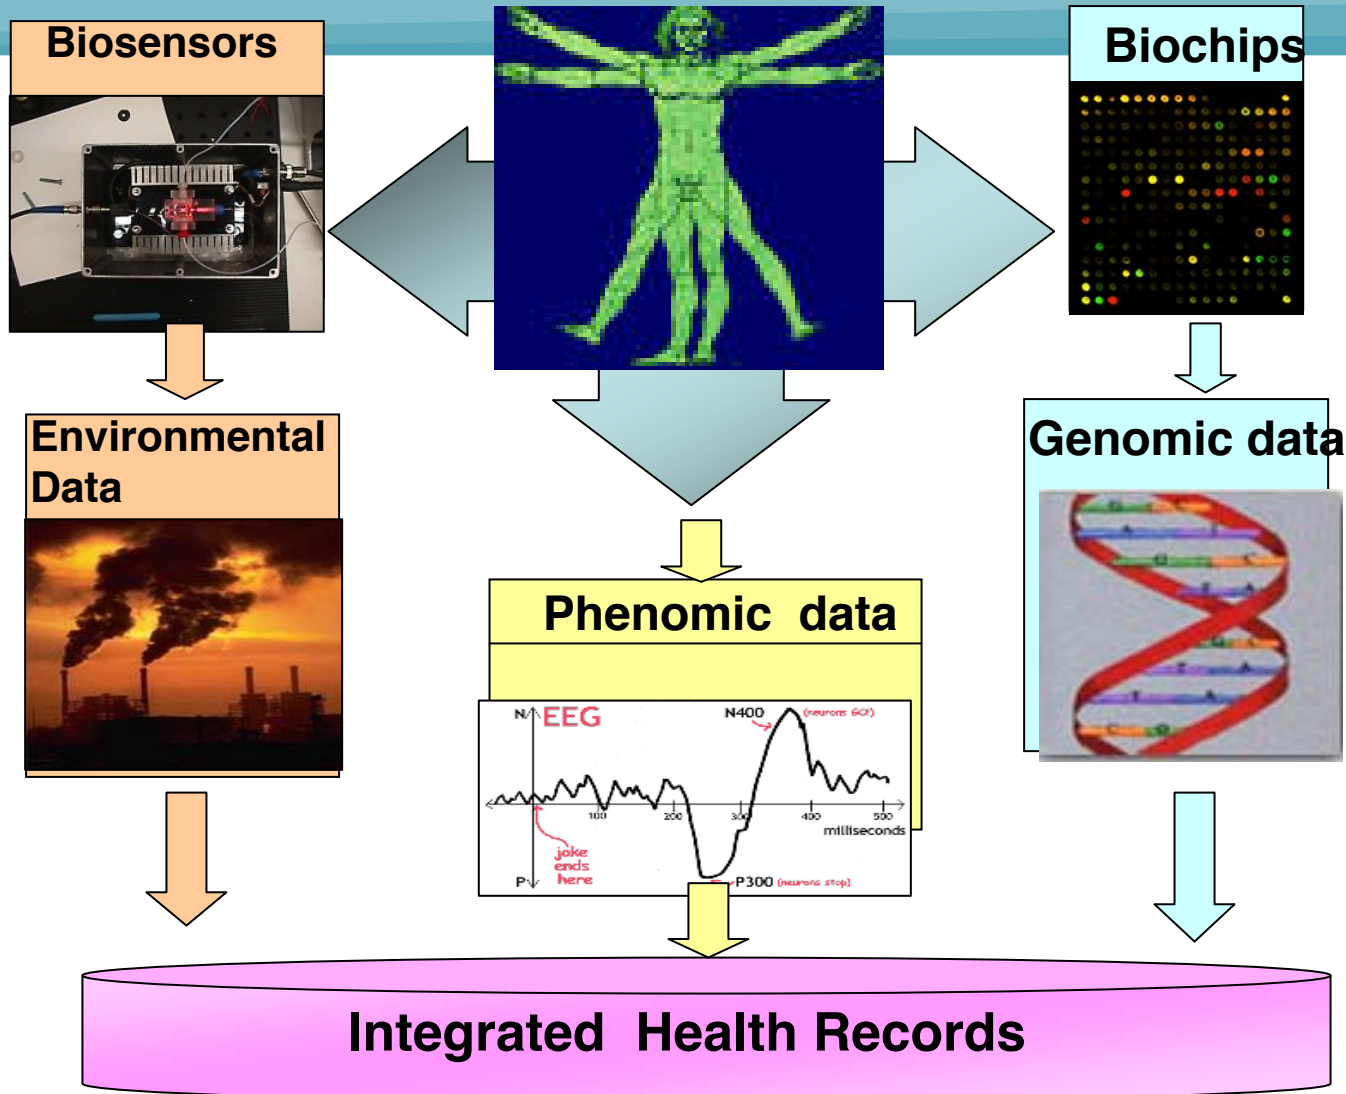 Biosensors
Biochips
Environmental
Data
Genomic data
G C
A T
G C
T A
G C
T A
T A
C G
Phenomic data
N
EEG
N400
(neurons GO!)
100
200
300
400
500
milliseconds
joke
ends
here
P
P300 (neurons stop)
Integrated Health Records